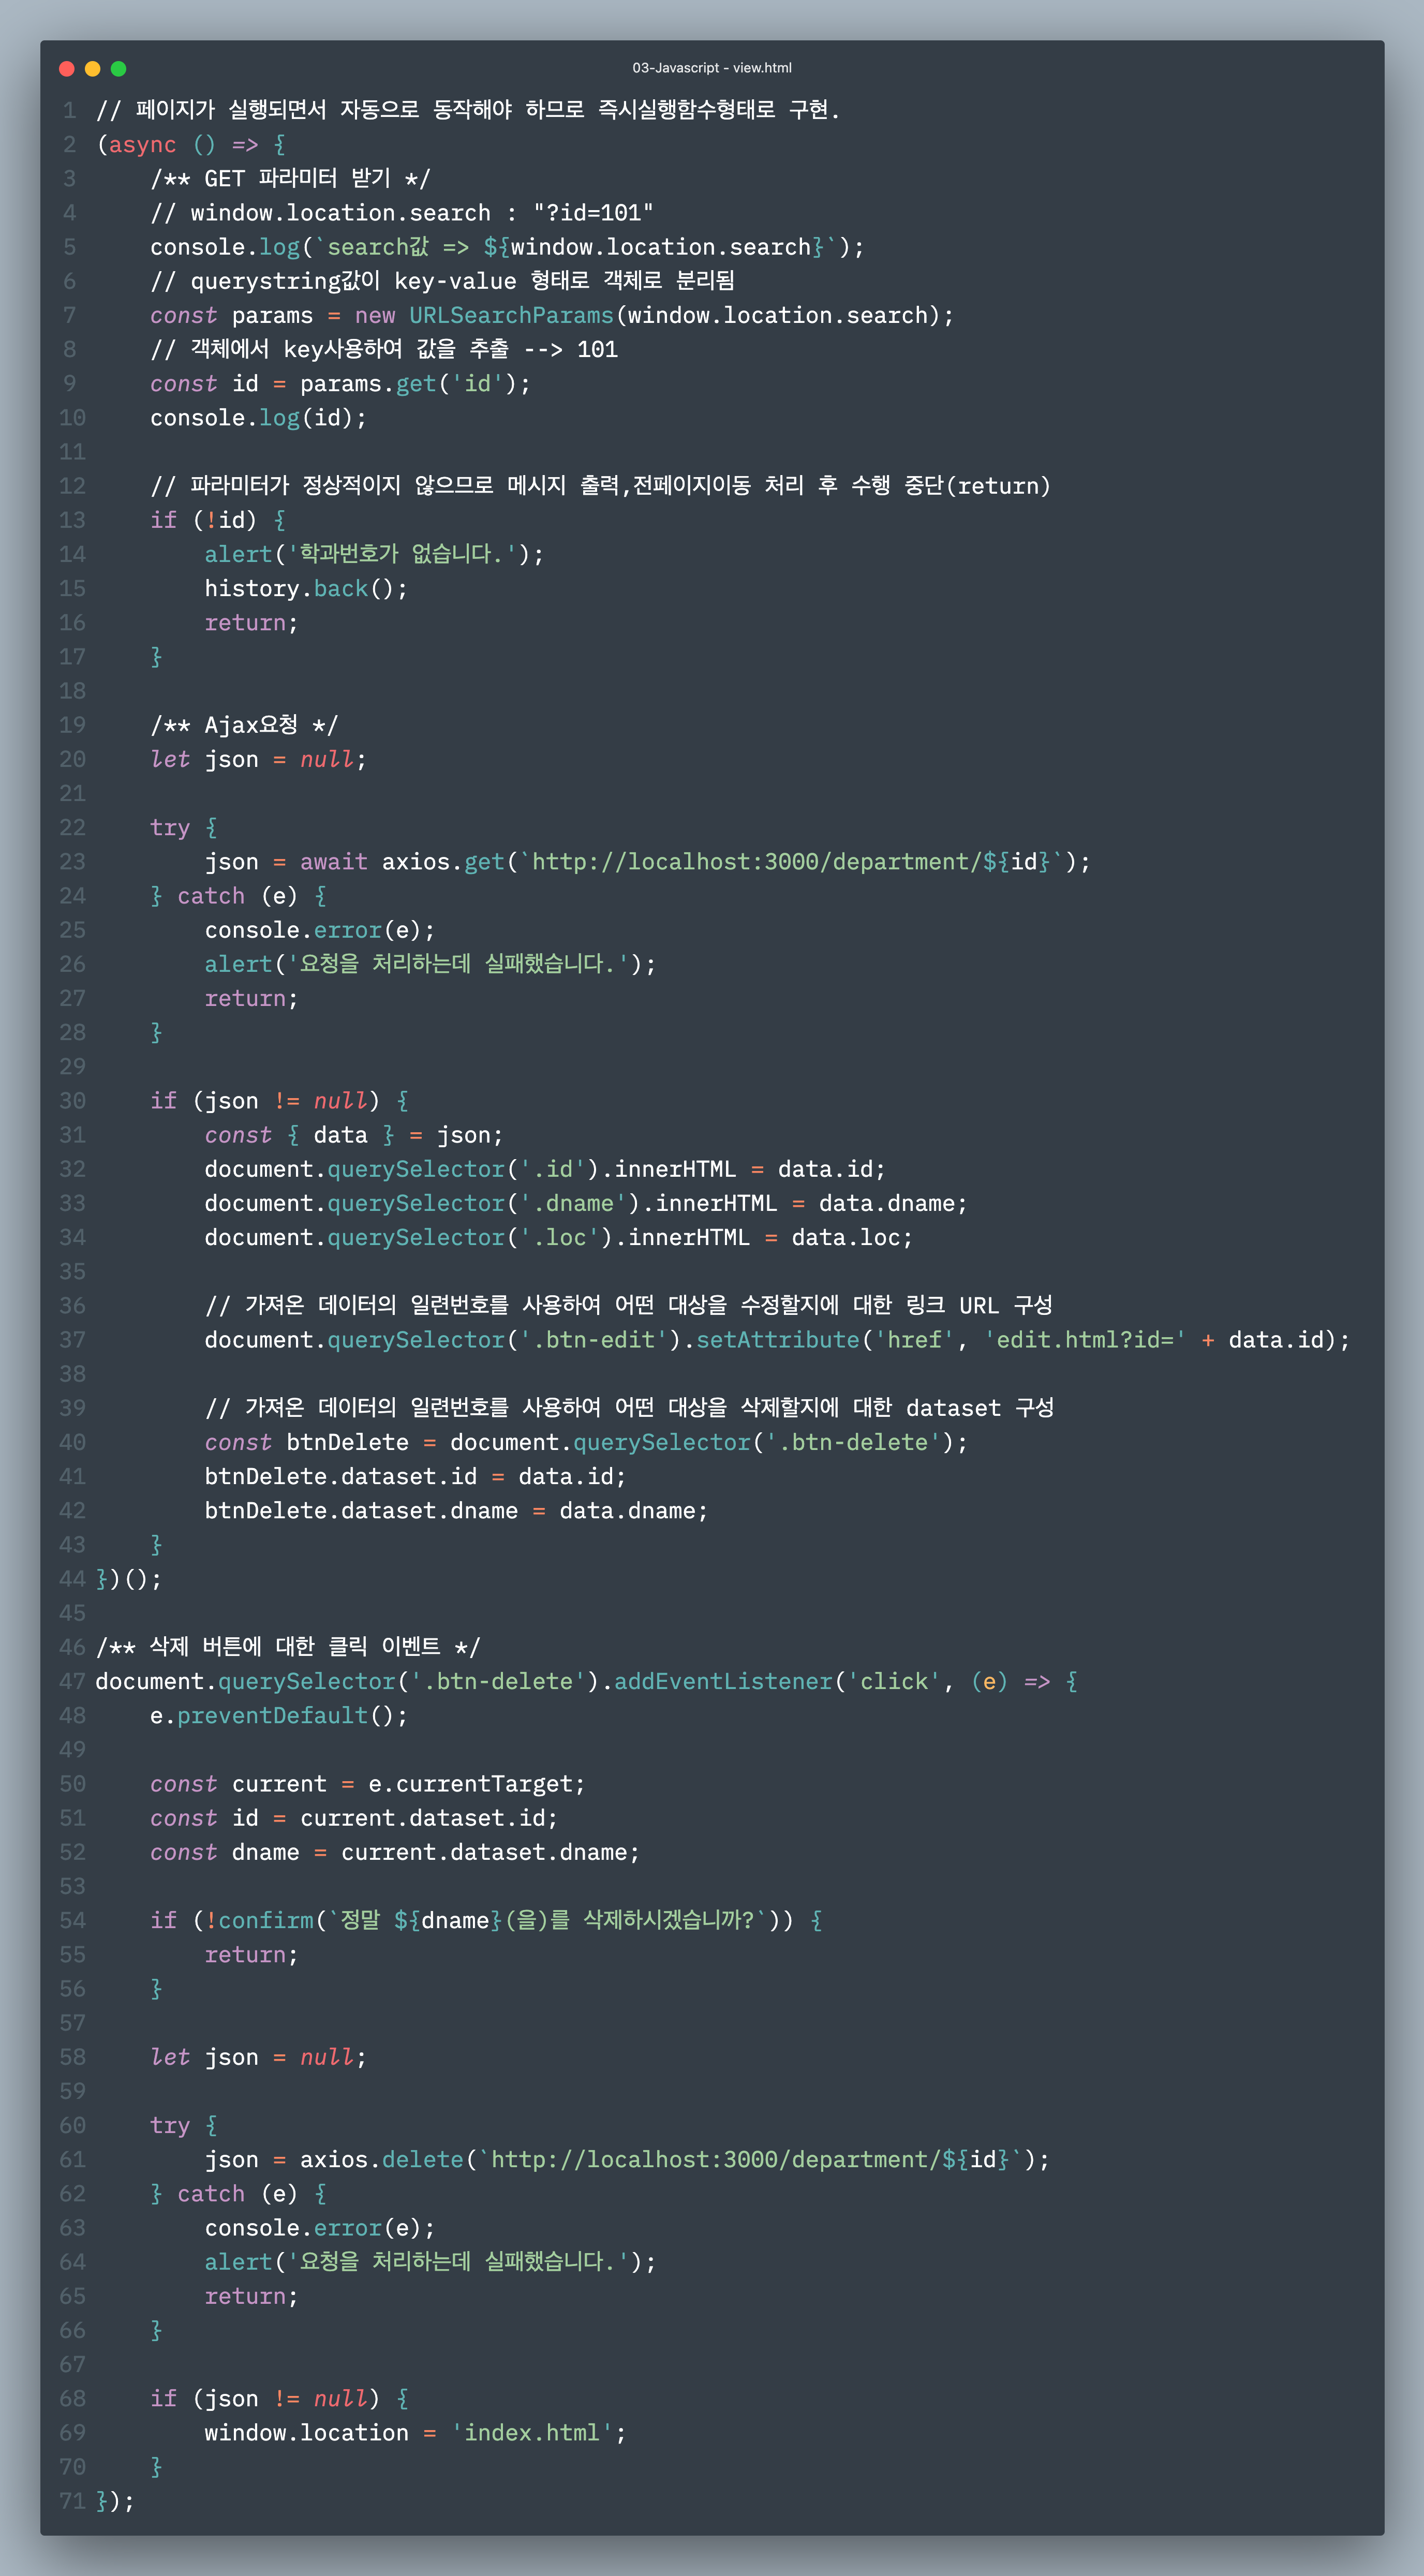 03-Javascript - view.html
1 // 페이지가 실행되면서 자동으로 동작해야 하므로 즉시실행함수형태로 구현.
2 (async () => {
3     /** GET 파라미터 받기 */
4     // window.location.search : "?id=101"
5     console.log(`search값 => ${window.location.search}`);
6     // querystring값이 key-value 형태로 객체로 분리됨
7     const params = new URLSearchParams(window.location.search);
8     // 객체에서 key사용하여 값을 추출 --> 101
9     const id = params.get('id');
10     console.log(id);
11
12     // 파라미터가 정상적이지 않으므로 메시지 출력,전페이지이동 처리 후 수행 중단(return)
13     if (!id) {
14         alert('학과번호가 없습니다.');
15         history.back();
16         return;
17     }
18
19     /** Ajax요청 */
20     let json = null;
21
22     try {
23         json = await axios.get(`http://localhost:3000/department/${id}`);
24     } catch (e) {
25         console.error(e);
26         alert('요청을 처리하는데 실패했습니다.');
27         return;
28     }
29
30     if (json != null) {
31         const { data } = json;
32         document.querySelector('.id').innerHTML = data.id;
33         document.querySelector('.dname').innerHTML = data.dname;
34         document.querySelector('.loc').innerHTML = data.loc;
35
36         // 가져온 데이터의 일련번호를 사용하여 어떤 대상을 수정할지에 대한 링크 URL 구성
37         document.querySelector('.btn-edit').setAttribute('href', 'edit.html?id=' + data.id);
38
39         // 가져온 데이터의 일련번호를 사용하여 어떤 대상을 삭제할지에 대한 dataset 구성
40         const btnDelete = document.querySelector('.btn-delete');
41         btnDelete.dataset.id = data.id;
42         btnDelete.dataset.dname = data.dname;
43     }
44 })();
45
46 /** 삭제 버튼에 대한 클릭 이벤트 */
47 document.querySelector('.btn-delete').addEventListener('click', (e) => {
48     e.preventDefault();
49
50     const current = e.currentTarget;
51     const id = current.dataset.id;
52     const dname = current.dataset.dname;
53
54     if (!confirm(`정말 ${dname}(을)를 삭제하시겠습니까?`)) {
55         return;
56     }
57
58     let json = null;
59
60     try {
61         json = axios.delete(`http://localhost:3000/department/${id}`);
62     } catch (e) {
63         console.error(e);
64         alert('요청을 처리하는데 실패했습니다.');
65         return;
66     }
67
68     if (json != null) {
69         window.location = 'index.html';
70     }
71 });